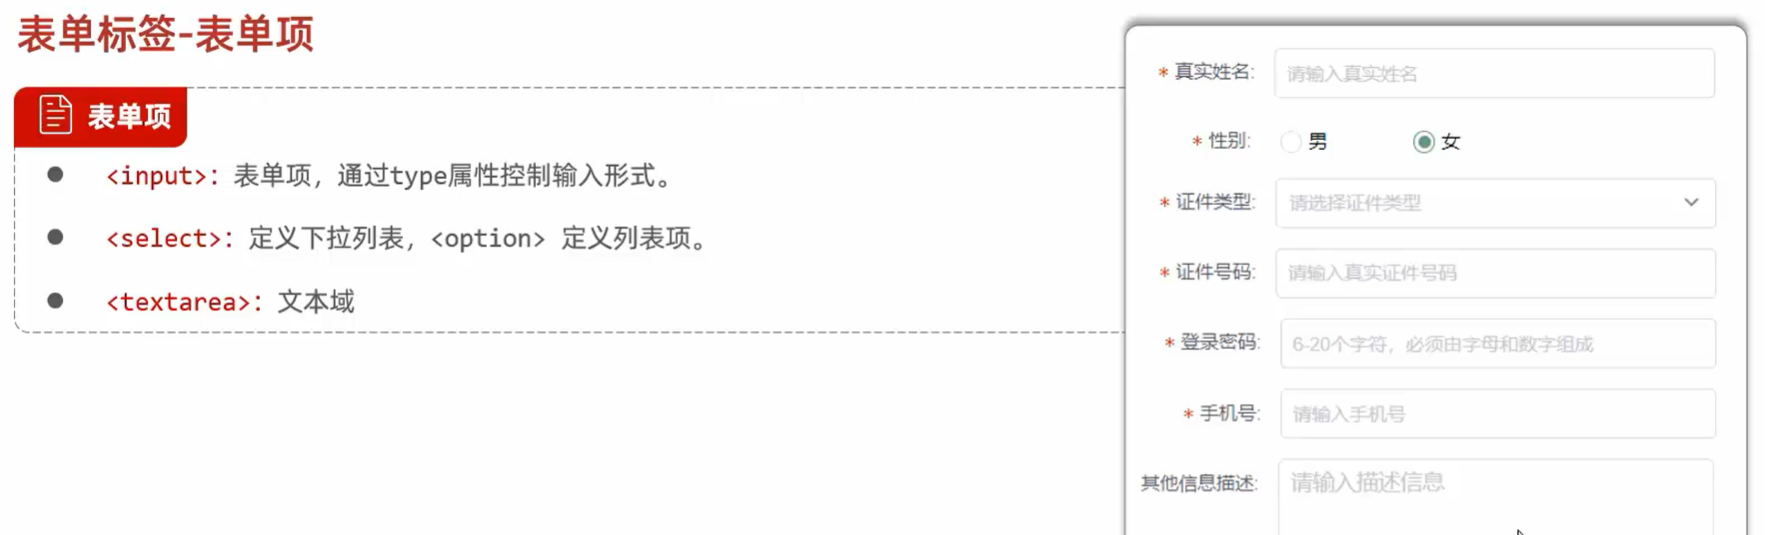 表单标签-表单项
表单项
<input>：表单项，通过type属性控制输入形式。
<select>：定义下拉列表，<option> 定义列表项。
<textarea>：文本域
* 真实姓名: 请输入真实姓名
* 性别: 男 女
* 证件类型: 请选择证件类型
* 证件号码: 请输入真实证件号码
* 登录密码: 6-20个字符，必须由字母和数字组成
* 手机号: 请输入手机号
其他信息描述: 请输入描述信息